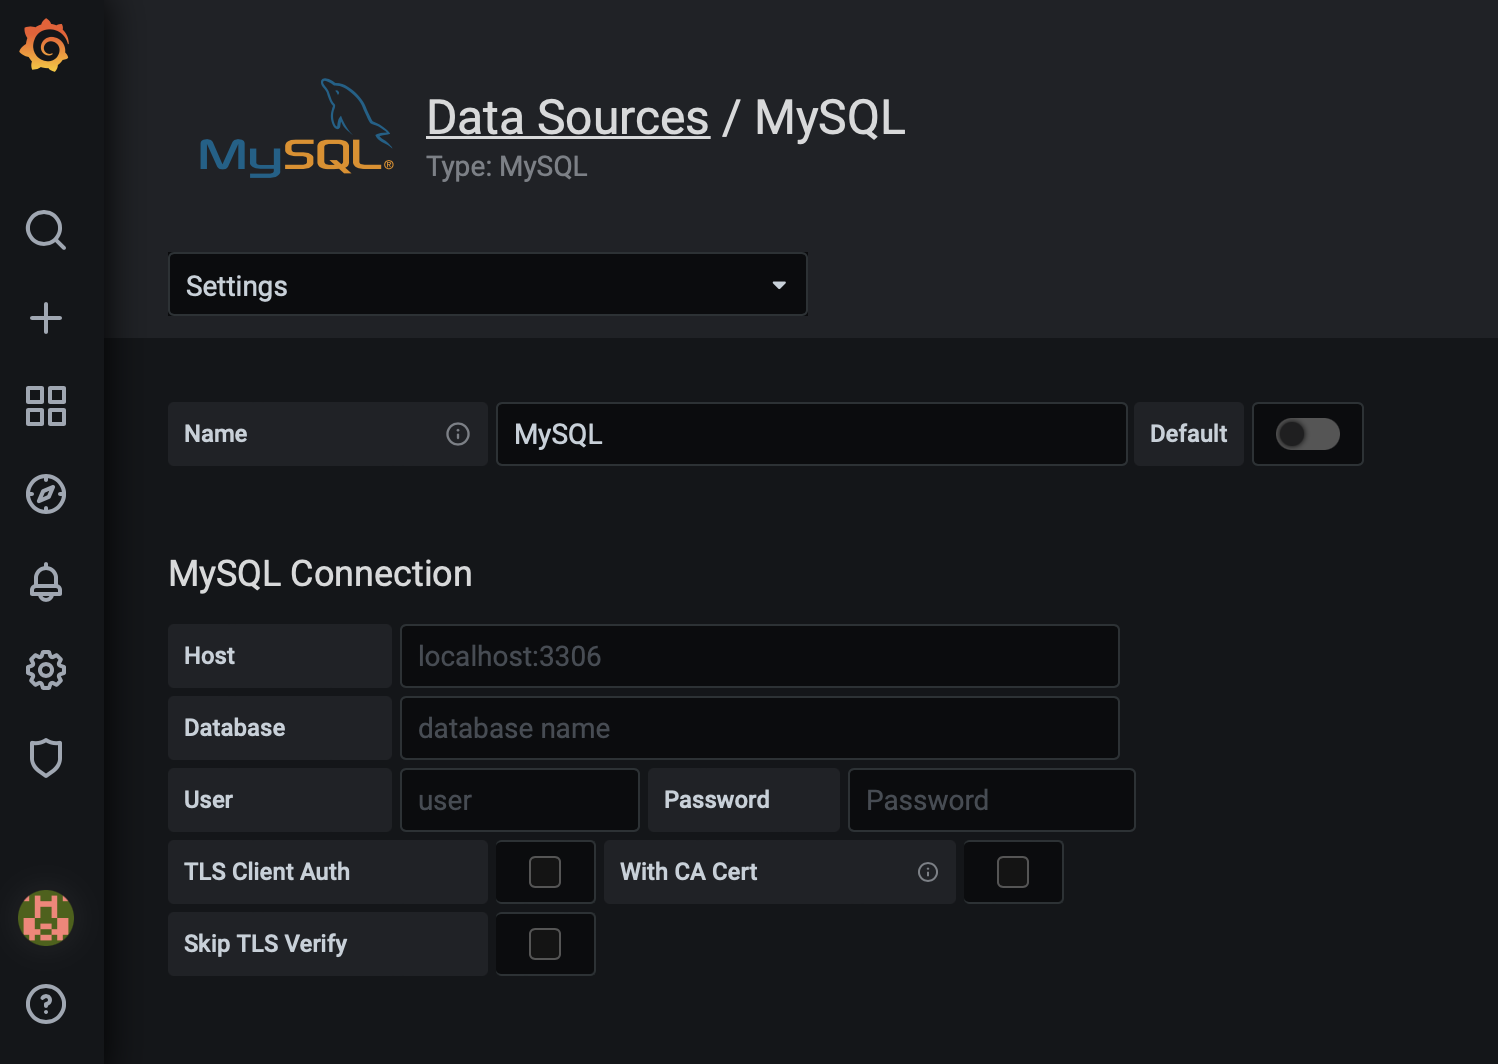 MySQL®
Data Sources / MySQL
Type: MySQL
Settings
Name MySQL Default
MySQL Connection
Host localhost:3306
Database database name
User user Password Password
TLS Client Auth With CA Cert
Skip TLS Verify